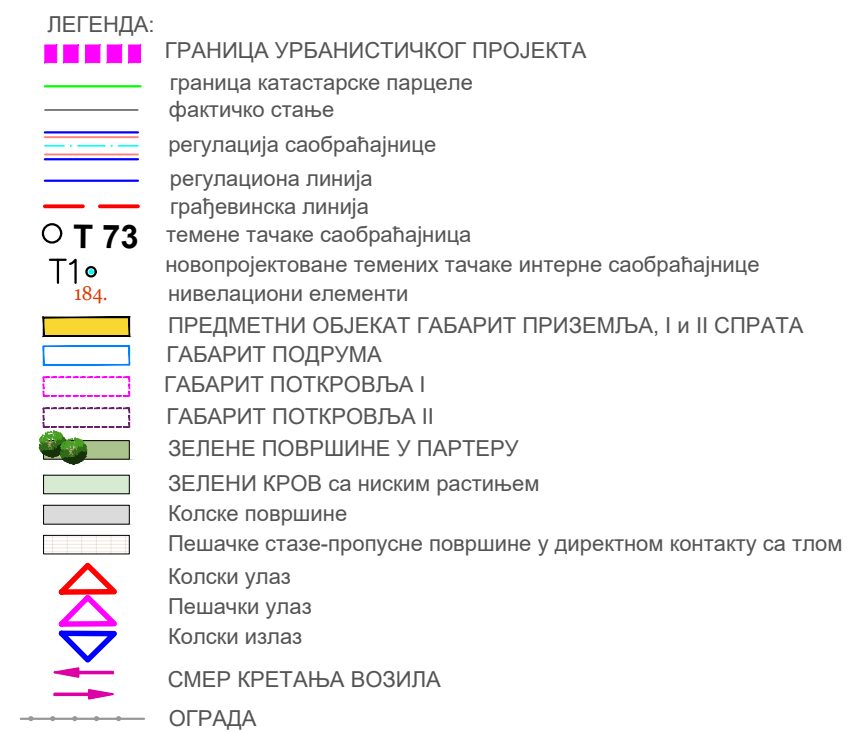 ЛЕГЕНДА:
ГРАНИЦА УРБАНИСТИЧКОГ ПРОЈЕКТА
граница катастарске парцеле
фактичко стање
регулација саобраћајнице
регулациона линија
грађевинска линија
T 73 темене тачаке саобраћајница
T1 новопројектоване темених тачаке интерне саобраћајнице
184. нивелациони елементи
ПРЕДМЕТНИ ОБЈЕКАТ ГАБАРИТ ПРИЗЕМЉА, I и II СПРАТА
ГАБАРИТ ПОДРУМА
ГАБАРИТ ПОТКРОВЉА I
ГАБАРИТ ПОТКРОВЉА II
ЗЕЛЕНЕ ПОВРШИНЕ У ПАРТЕРУ
ЗЕЛЕНИ КРОВ са ниским растињем
Колске површине
Пешачке стазе-пропусне површине у директном контакту са тлом
Колски улаз
Пешачки улаз
Колски излаз
СМЕР КРЕТАЊА ВОЗИЛА
ОГРАДА